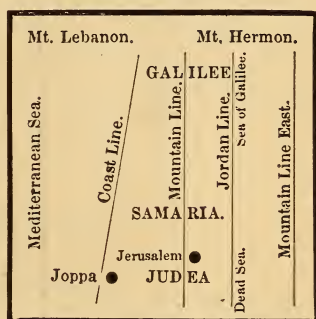 Mt. Lebanon. Mt. Hermon.
GALILEE
Mediterranean Sea.
Coast Line.
Mountain Line.
Jordan Line.
Sea of Galilee.
Mountain Line East.
SAMARIA.
Jerusalem
Joppa
JUDEA
Dead Sea.